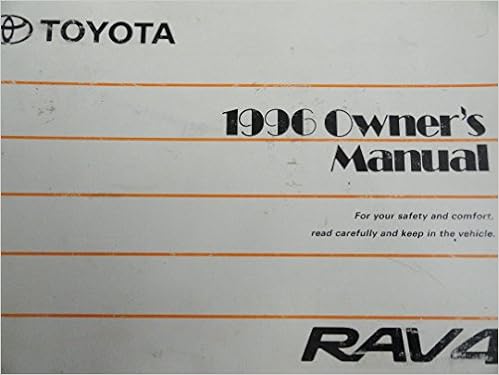 TOYOTA
1996 Owner's
Manual
For your safety and comfort,
read carefully and keep in the vehicle.
RAV4